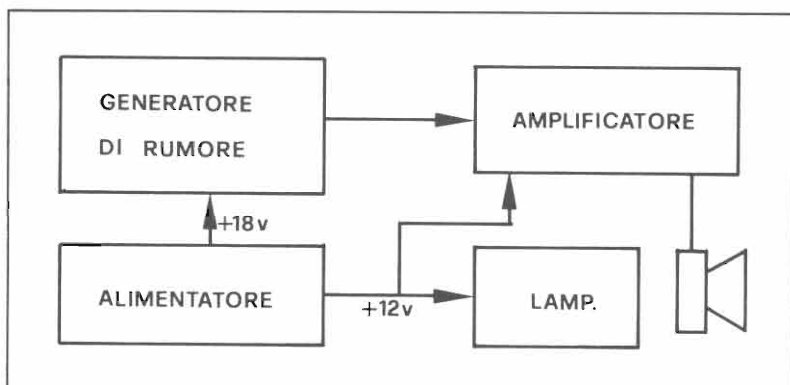 GENERATORE
DI RUMORE
AMPLIFICATORE
+18v
ALIMENTATORE
+12v
LAMP.